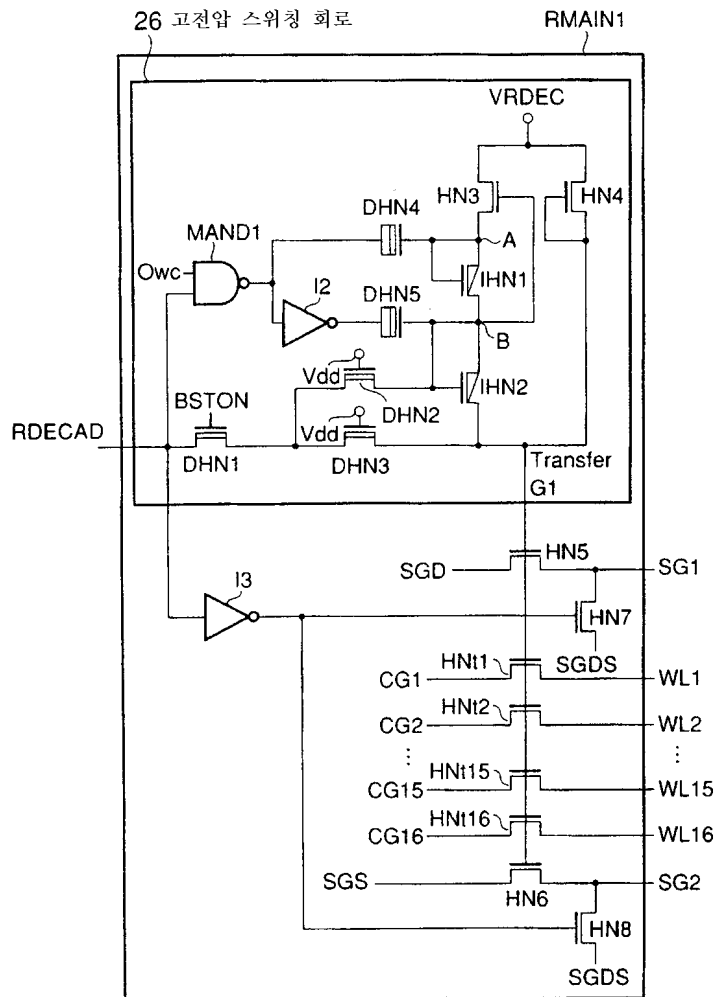 26 고전압 스위칭 회로
RMAIN1
VRDEC
HN3
HN4
DHN4
A
MAND1
Owc
IHN1
I2
DHN5
B
Vdd
IHN2
DHN2
BSTON
Vdd
RDECAD
DHN1
DHN3
Transfer
G1
HN5
SGD
SG1
I3
HN7
SGDS
HNt1
CG1
WL1
HNt2
CG2
WL2
⋮
⋮
HNt15
CG15
WL15
HNt16
CG16
WL16
SGS
SG2
HN6
HN8
SGDS